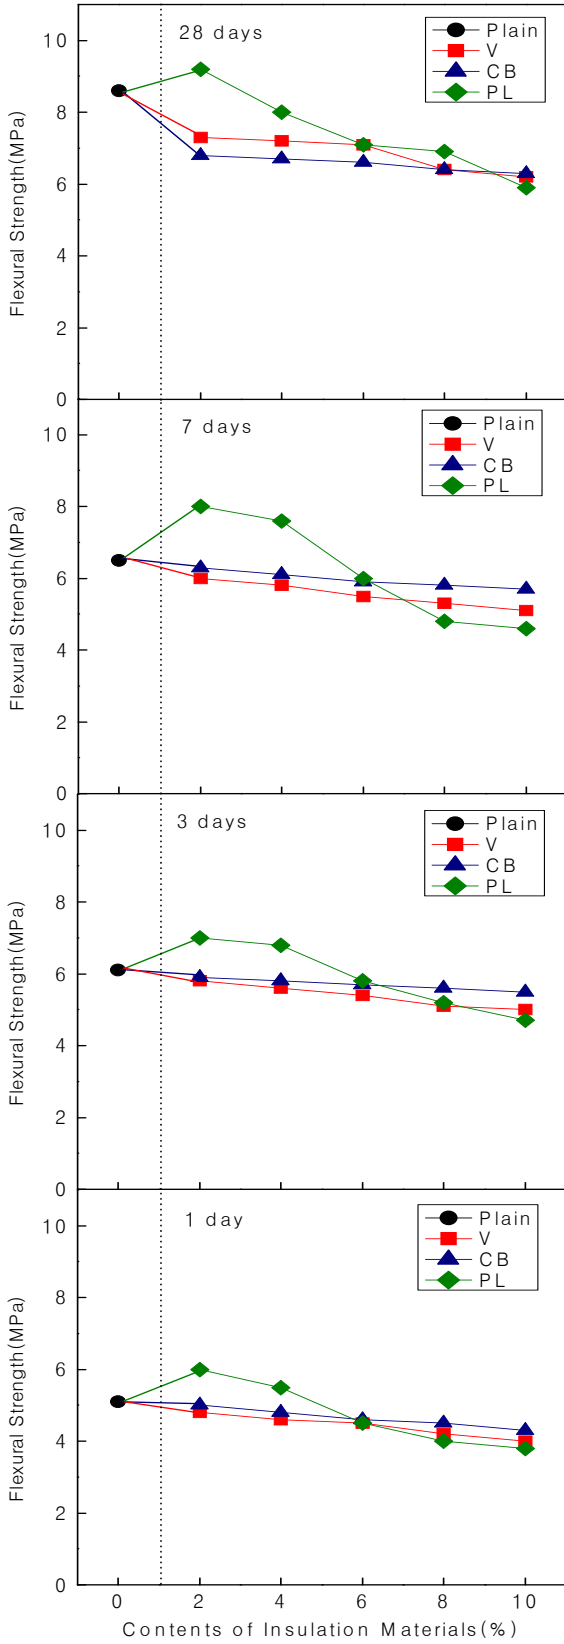 28 days
Plain
V
CB
PL
10
8
6
4
2
0
Flexural Strength(MPa)
7 days
Plain
V
CB
PL
10
8
6
4
2
0
Flexural Strength(MPa)
3 days
Plain
V
CB
PL
10
8
6
4
2
0
Flexural Strength(MPa)
1 day
Plain
V
CB
PL
10
8
6
4
2
0
Flexural Strength(MPa)
0 2 4 6 8 10
Contents of Insulation Materials(%)